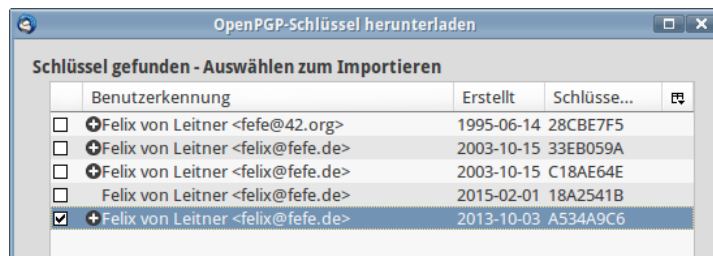 OpenPGP-Schlüssel herunterladen
Schlüssel gefunden - Auswählen zum Importieren
Benutzerkennung Erstellt Schlüsse...
Felix von Leitner <fefe@42.org> 1995-06-14 28CBE7F5
Felix von Leitner <felix@fefe.de> 2003-10-15 33EB059A
Felix von Leitner <felix@fefe.de> 2003-10-15 C18AE64E
Felix von Leitner <felix@fefe.de> 2015-02-01 18A2541B
Felix von Leitner <felix@fefe.de> 2013-10-03 A534A9C6